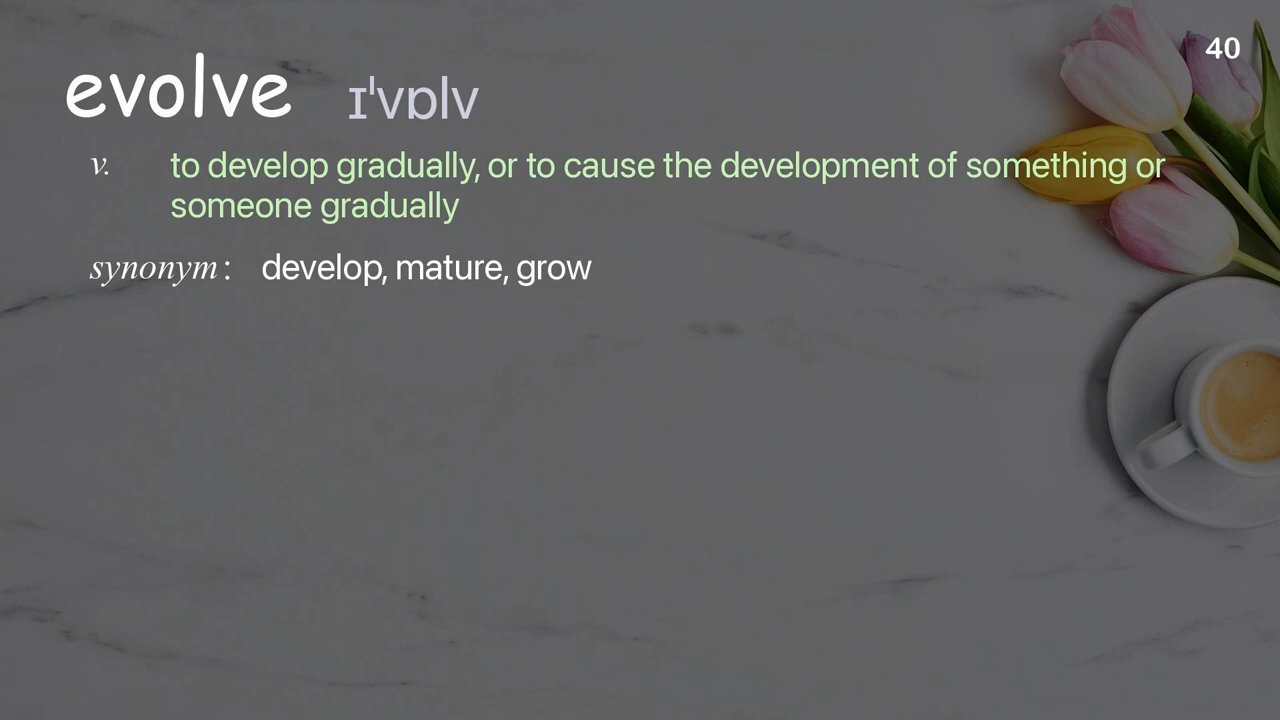 40
evolve ɪˈvɒlv
v. to develop gradually, or to cause the development of something or
someone gradually
synonym : develop, mature, grow